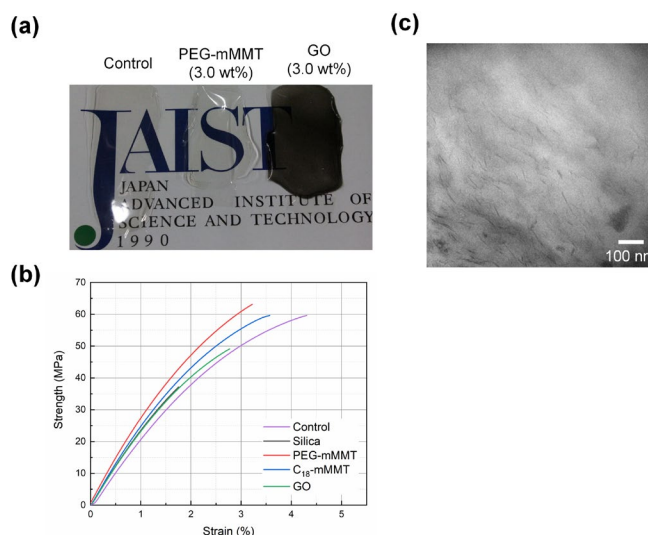 (a)
Control
PEG-mMMT
(3.0 wt%)
GO
(3.0 wt%)
JAIST
JAPAN
ADVANCED INSTITUTE OF
SCIENCE AND TECHNOLOGY
1990
(b)
Strength (MPa)
70
60
50
40
30
20
10
0
0
1
2
3
4
5
Strain (%)
Control
Silica
PEG-mMMT
C₁₈-mMMT
GO
(c)
100 nm